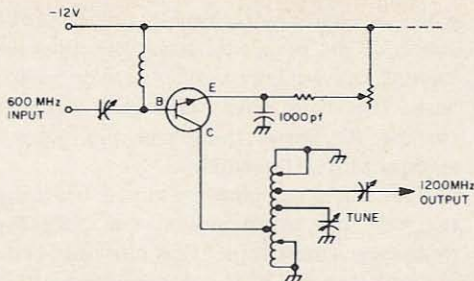 -12V
E
B
C
600 MHz
INPUT
1000pf
1200MHz
OUTPUT
TUNE